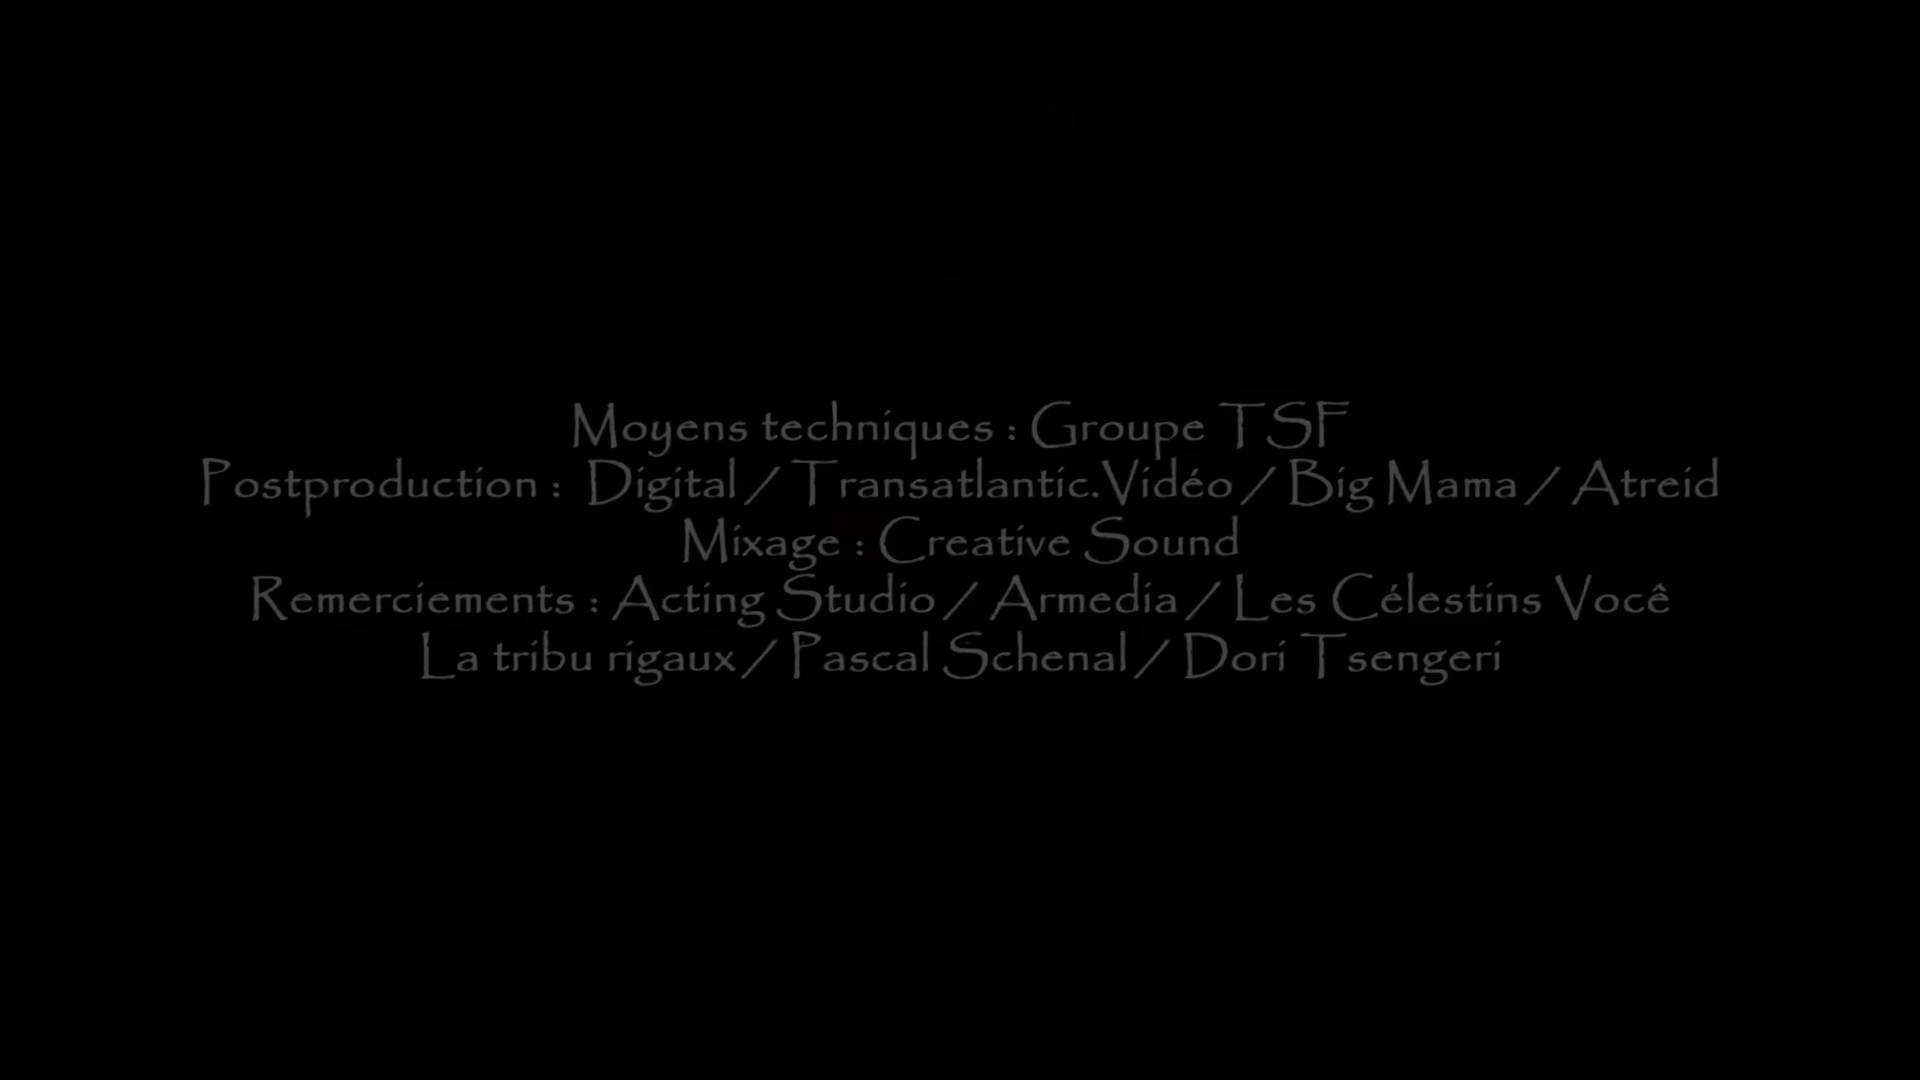 Moyens techniques : Groupe TSF
Postproduction : Digital / Transatlantic.Vidéo / Big Mama / Atreid
Mixage : Creative Sound
Remerciements : Acting Studio / Armedia / Les Célestins Você
La tribu rigaux / Pascal Schenal / Dori Tsengeri